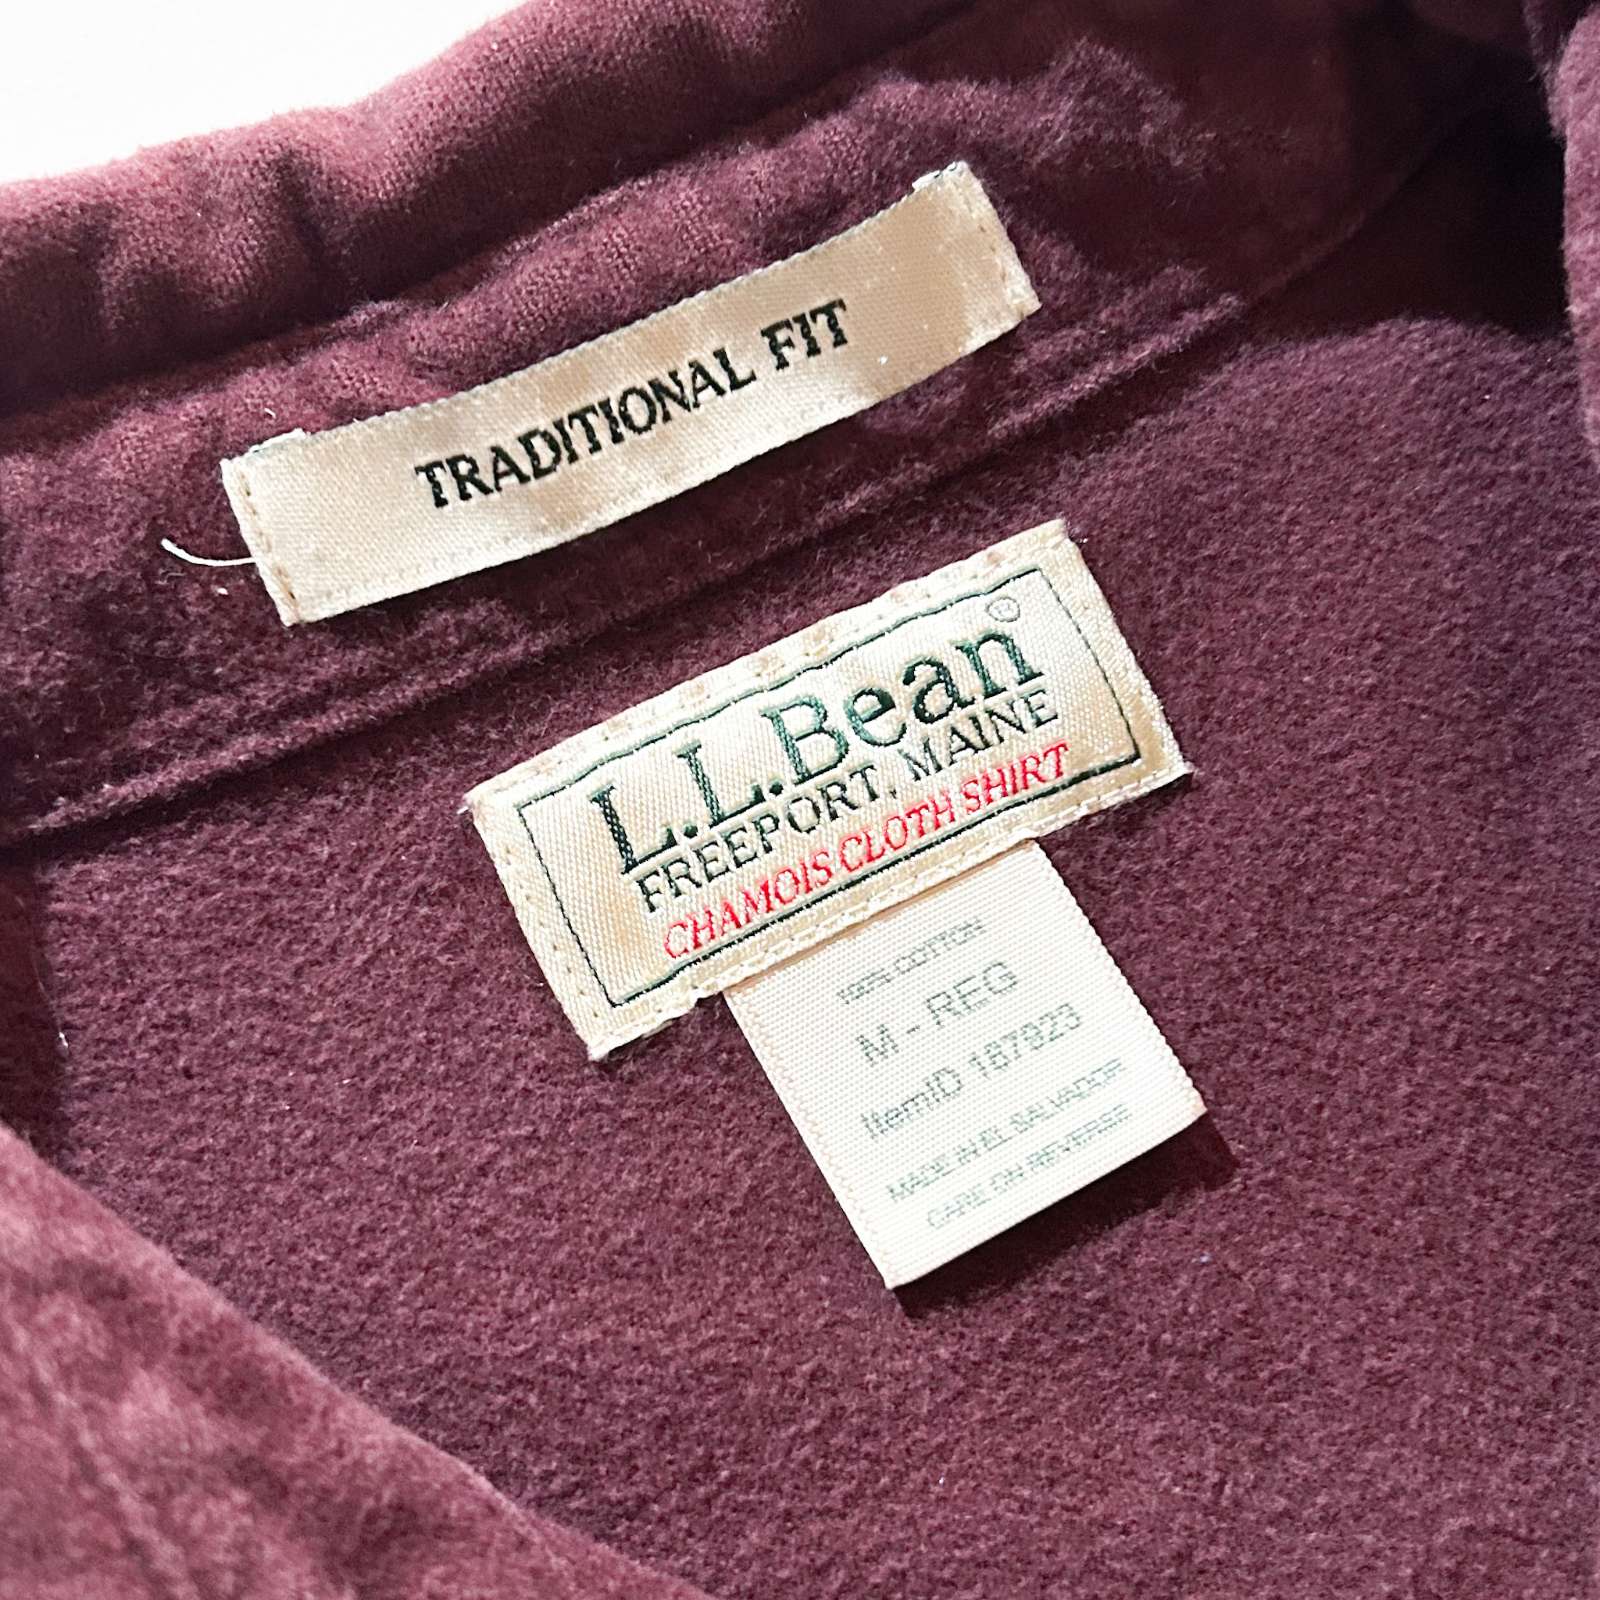 TRADITIONAL FIT
L.L.Bean®
FREEPORT, MAINE
CHAMOIS CLOTH SHIRT
100% COTTON
M - REG
ItemID 167923
MADE IN EL SALVADOR
CARE ON REVERSE